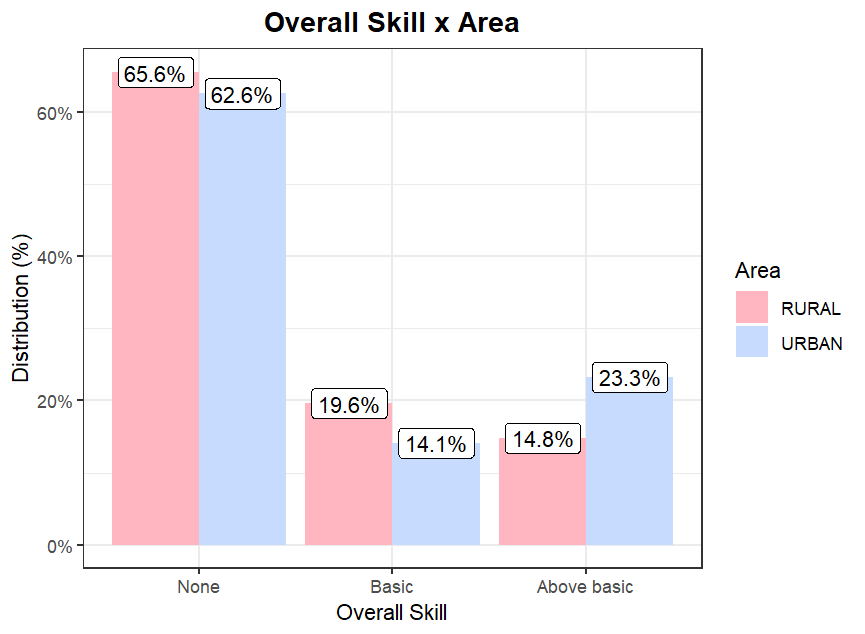 Overall Skill x Area
65.6%
62.6%
60%
40%
23.3%
20%
19.6%
14.1%
14.8%
0%
None Basic Above basic
Overall Skill
Distribution (%)
Area
RURAL
URBAN